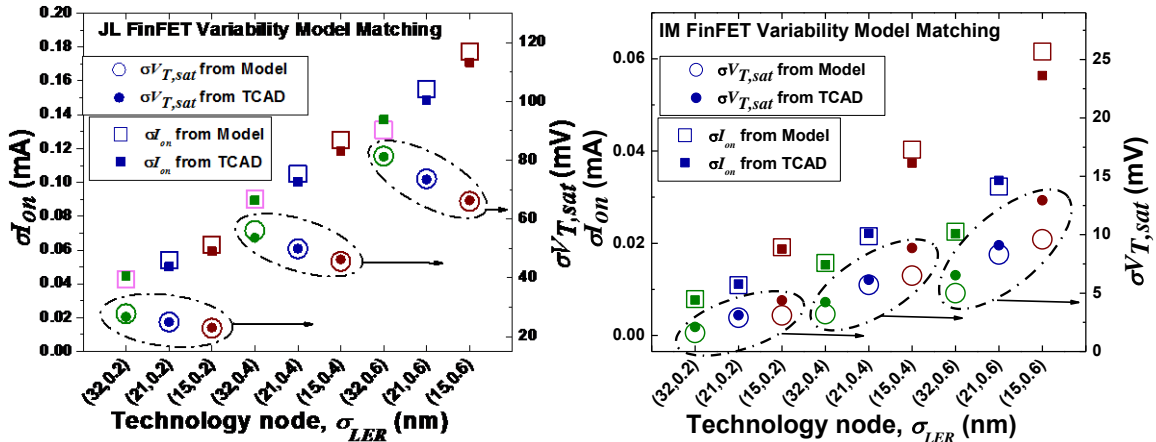 JL FinFET Variability Model Matching
σV_T,sat from Model
σV_T,sat from TCAD
σI_on from Model
σI_on from TCAD
σI_on (mA)
0.20
0.18
0.16
0.14
0.12
0.10
0.08
0.06
0.04
0.02
0.00
120
100
80
60
40
20
σV_T,sat (mV)
(32,0.2)
(21,0.2)
(15,0.2)
(32,0.4)
(21,0.4)
(15,0.4)
(32,0.6)
(21,0.6)
(15,0.6)
Technology node, σ_LER (nm)
IM FinFET Variability Model Matching
σV_T,sat from Model
σV_T,sat from TCAD
σI_on from Model
σI_on from TCAD
σI_on (mA)
0.06
0.04
0.02
0.00
25
20
15
10
5
0
σV_T,sat (mV)
(32,0.2)
(21,0.2)
(15,0.2)
(32,0.4)
(21,0.4)
(15,0.4)
(32,0.6)
(21,0.6)
(15,0.6)
Technology node, σ_LER (nm)